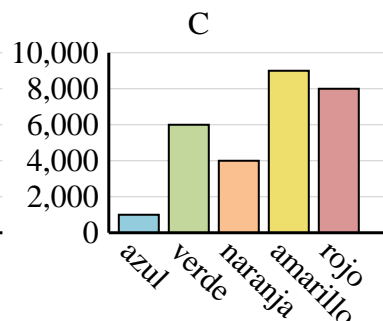 C
10,000
8,000
6,000
4,000
2,000
0
azul
verde
naranja
amarillo
rojo